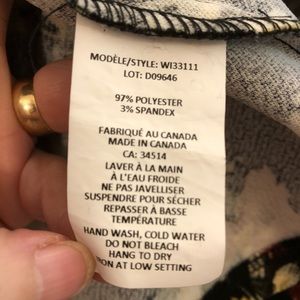 MODÈLE/STYLE: WI33111
LOT: D09646
97% POLYESTER
3% SPANDEX
FABRIQUÉ AU CANADA
MADE IN CANADA
CA: 34514
LAVER À LA MAIN
À L'EAU FROIDE
NE PAS JAVELLISER
SUSPENDRE POUR SÉCHER
REPASSER À BASSE
TEMPÉRATURE
HAND WASH, COLD WATER
DO NOT BLEACH
HANG TO DRY
RON AT LOW SETTING